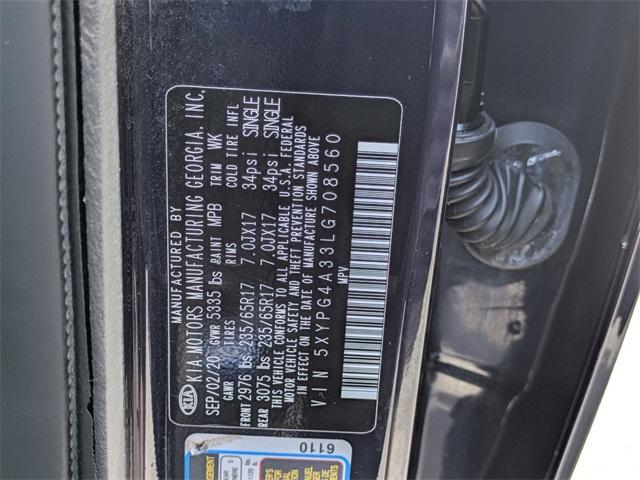 MANUFACTURED BY
KIA KIA MOTORS MANUFACTURING GEORGIA, INC.
SEP/02/20 GVWR 5335 lbs PAINT MPB TRIM WK
GAWR TIRES RIMS COLD TIRE INFL
FRONT 2976 lbs 235/65R17 7.0JX17 34psi SINGLE
REAR 3075 lbs 235/65R17 7.0JX17 34psi SINGLE
THIS VEHICLE CONFORMS TO ALL APPLICABLE U.S.A. FEDERAL
MOTOR VEHICLE SAFETY AND THEFT PREVENTION STANDARDS
IN EFFECT ON THE DATE OF MANUFACTURE SHOWN ABOVE
VIN 5XYPG4A33LG708560
MPV
6110